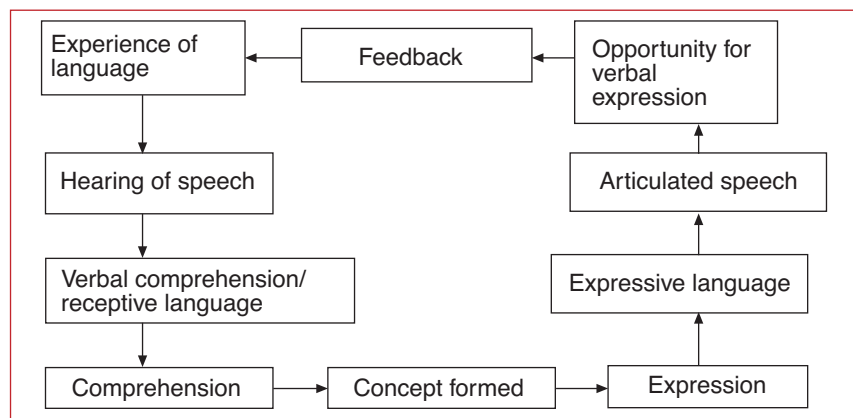 Experience of
language
Feedback
Opportunity for
verbal
expression
Hearing of speech
Articulated speech
Verbal comprehension/
receptive language
Expressive language
Comprehension
Concept formed
Expression